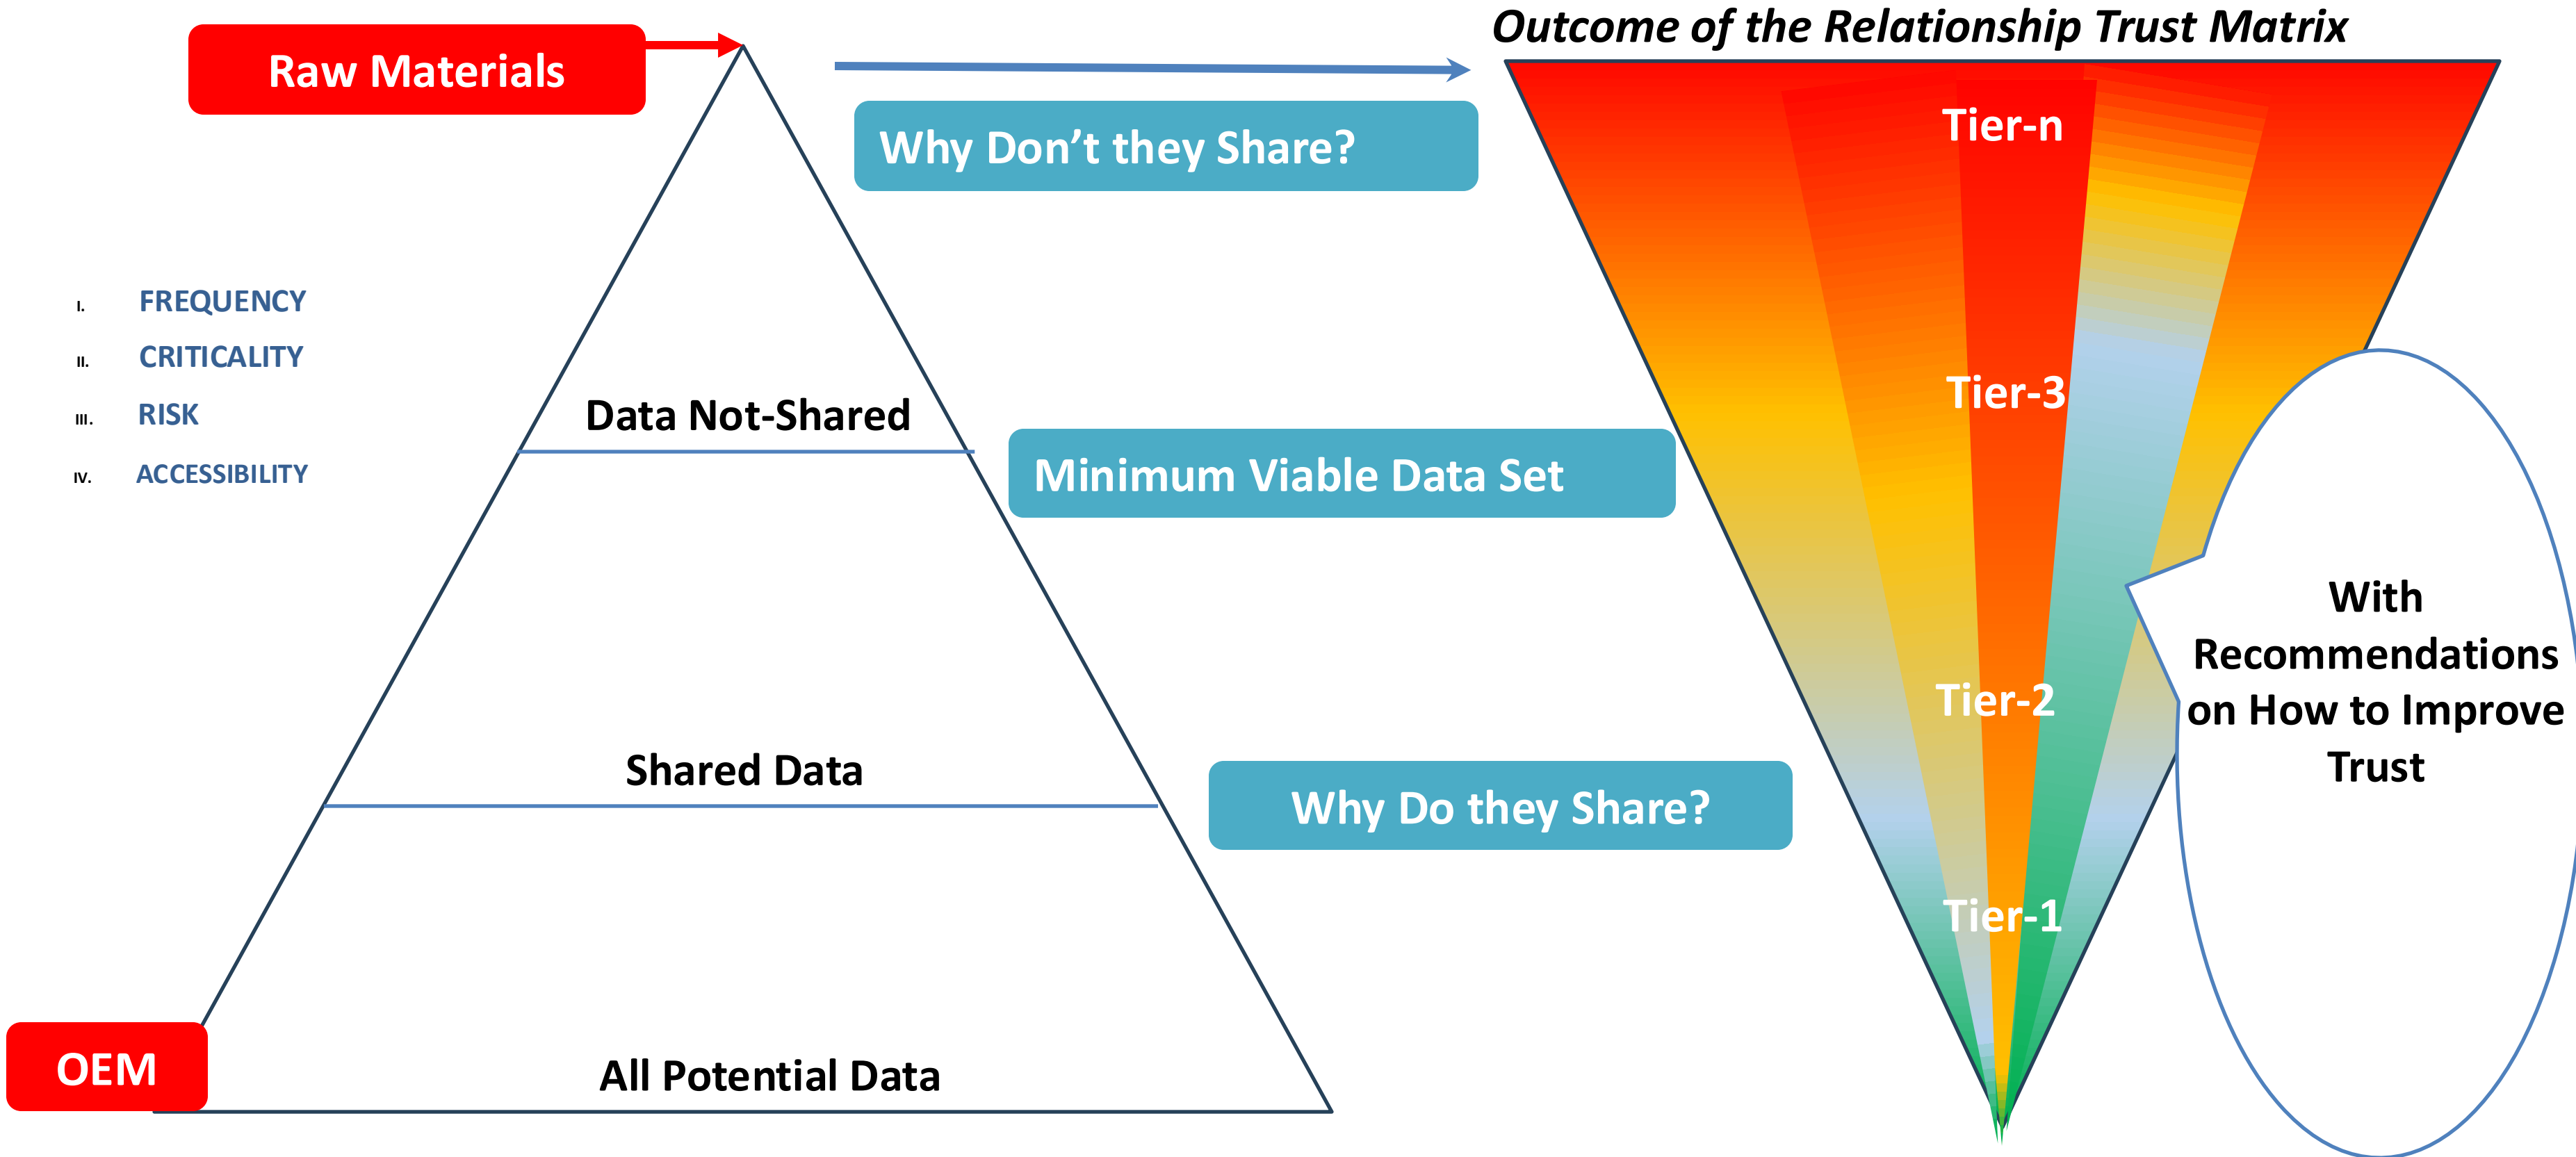 Outcome of the Relationship Trust Matrix
Raw Materials
Why Don’t they Share?
Tier-n
I. FREQUENCY
II. CRITICALITY
III. RISK
IV. ACCESSIBILITY
Data Not-Shared
Tier-3
Minimum Viable Data Set
With
Recommendations
on How to Improve
Trust
Tier-2
Shared Data
Why Do they Share?
Tier-1
OEM
All Potential Data